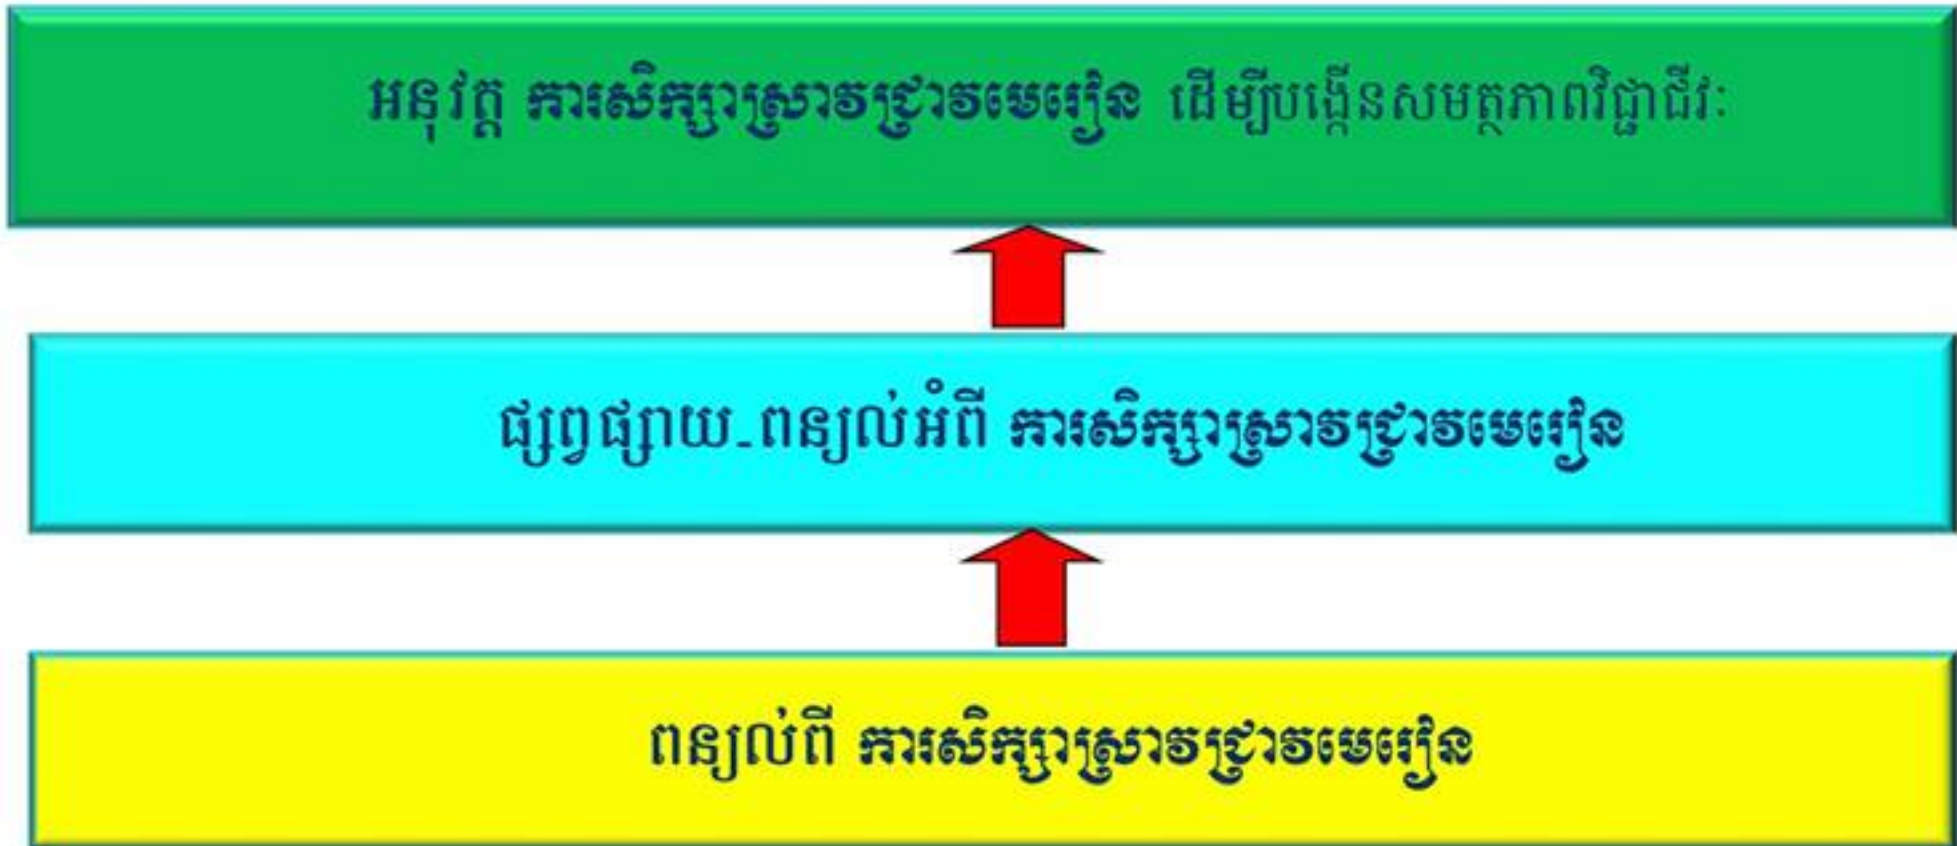 អនុវត្ត ការសិក្សាស្រាវជ្រាវមេរៀន ដើម្បីបង្កើនសមត្ថភាពវិជ្ជាជីវៈ
ផ្សព្វផ្សាយ-ពន្យល់អំពី ការសិក្សាស្រាវជ្រាវមេរៀន
ពន្យល់ពី ការសិក្សាស្រាវជ្រាវមេរៀន